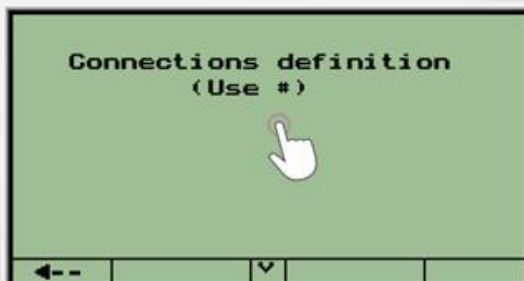 Connections definition
(Use #)
◄--